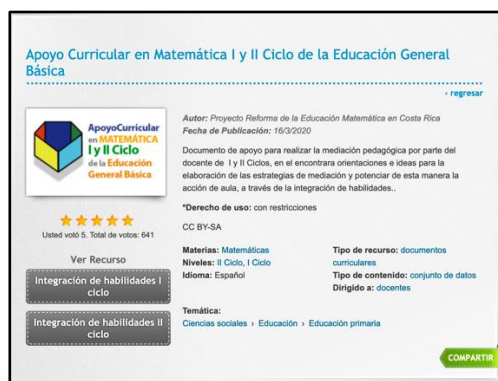 Apoyo Curricular en Matemática I y II Ciclo de la Educación General
Básica
‹ regresar
ApoyoCurricular
en MATEMÁTICA
I y II Ciclo
de la Educación
General Básica
Usted votó 5. Total de votos: 641
Ver Recurso
Integración de habilidades I
ciclo
Integración de habilidades II
ciclo
Autor: Proyecto Reforma de la Educación Matemática en Costa Rica
Fecha de Publicación: 16/3/2020
Documento de apoyo para realizar la mediación pedagógica por parte del
docente de I y II Ciclos, en el encontrara orientaciones e ideas para la
elaboración de las estrategias de mediación y potenciar de esta manera la
acción de aula, a través de la integración de habilidades..
*Derecho de uso: con restricciones
CC BY-SA
Materias: Matemáticas
Niveles: II Ciclo, I Ciclo
Idioma: Español
Tipo de recurso: documentos
curriculares
Tipo de contenido: conjunto de datos
Dirigido a: docentes
Temática:
Ciencias sociales › Educación › Educación primaria
COMPARTIR